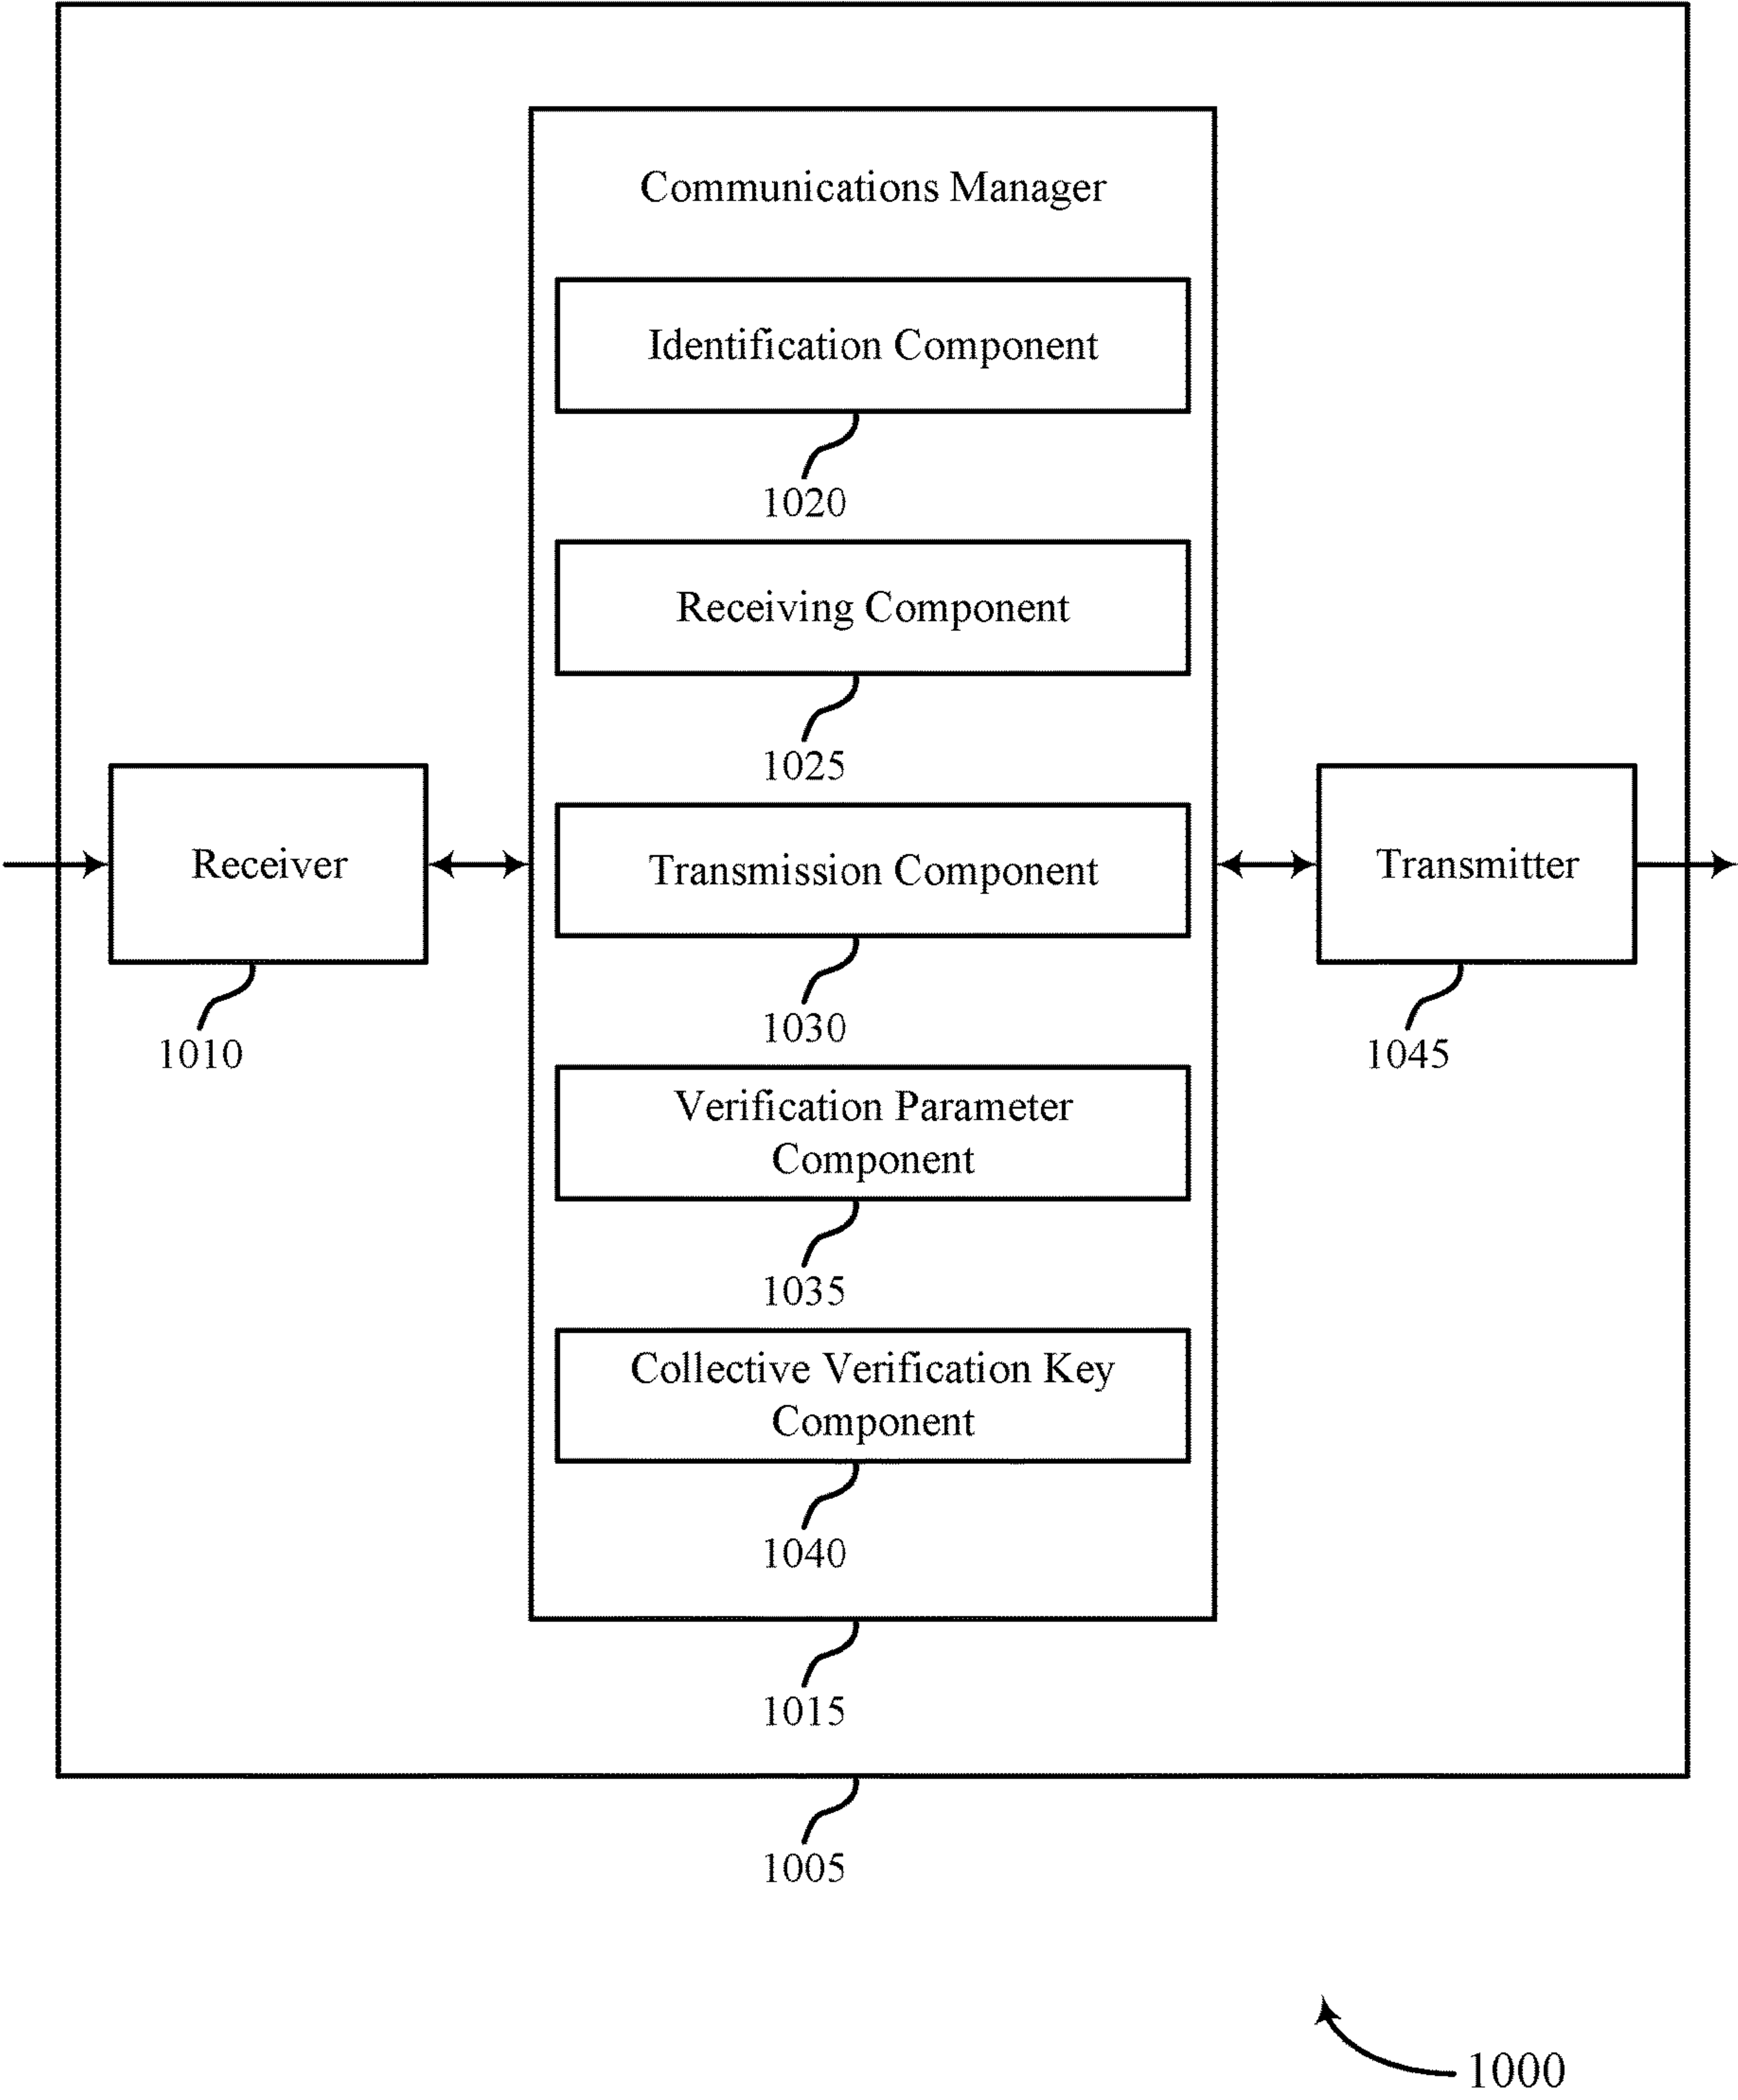 Communications Manager
Identification Component
1020
Receiving Component
1025
Receiver
1010
Transmission Component
1030
Transmitter
1045
Verification Parameter
Component
1035
Collective Verification Key
Component
1040
1015
1005
1000